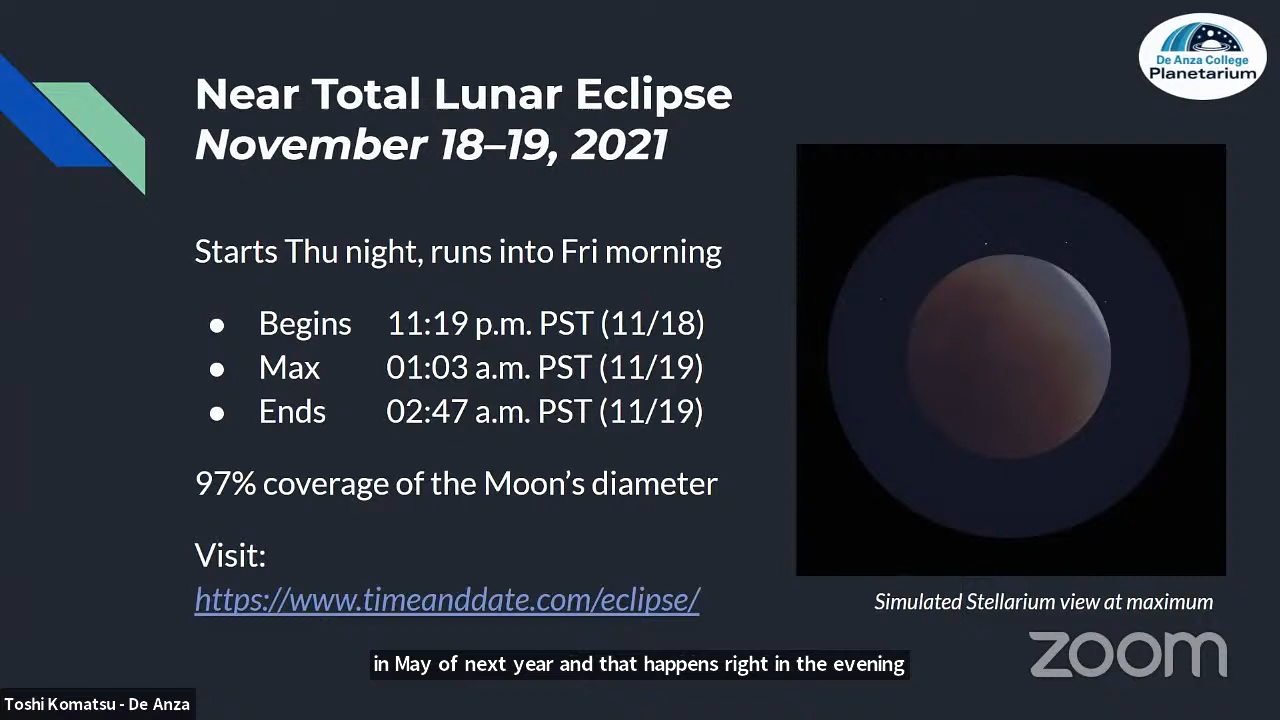 De Anza College
Planetarium
Near Total Lunar Eclipse
November 18–19, 2021
Starts Thu night, runs into Fri morning
● Begins 11:19 p.m. PST (11/18)
● Max 01:03 a.m. PST (11/19)
● Ends 02:47 a.m. PST (11/19)
97% coverage of the Moon’s diameter
Visit:
https://www.timeanddate.com/eclipse/
Simulated Stellarium view at maximum
zoom
in May of next year and that happens right in the evening
Toshi Komatsu - De Anza